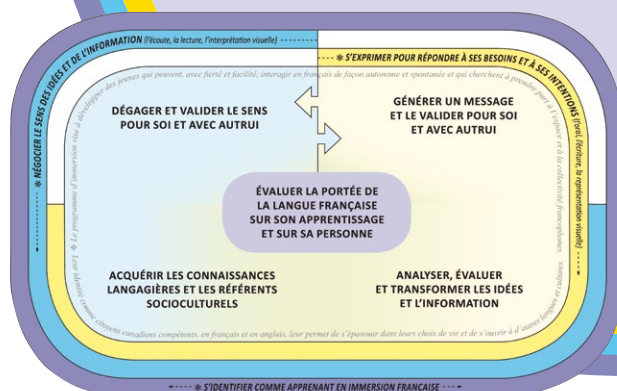 ✻ NÉGOCIER LE SENS DES IDÉES ET DE L'INFORMATION (l'écoute, la lecture, l'interprétation visuelle)
✻ S'EXPRIMER POUR RÉPONDRE À SES BESOINS ET À SES INTENTIONS (l'oral, l'écriture, la représentation visuelle)
❖ Le programme d'immersion vise à développer des jeunes qui peuvent, avec fierté et facilité, interagir en français de façon autonome et spontanée et qui cherchent à prendre part à l'espace et à la collectivité francophones.
DÉGAGER ET VALIDER LE SENS
POUR SOI ET AVEC AUTRUI
GÉNÉRER UN MESSAGE
ET LE VALIDER POUR SOI
ET AVEC AUTRUI
ÉVALUER LA PORTÉE DE
LA LANGUE FRANÇAISE
SUR SON APPRENTISSAGE
ET SUR SA PERSONNE
ACQUÉRIR LES CONNAISSANCES
LANGAGIÈRES ET LES RÉFÉRENTS
SOCIOCULTURELS
ANALYSER, ÉVALUER
ET TRANSFORMER LES IDÉES
ET L'INFORMATION
Leur identité comme citoyens canadiens compétents, en français et en anglais, leur permet de s'épanouir dans leurs choix de vie et de s'ouvrir à d'autres langues et cultures.
✻ S'IDENTIFIER COMME APPRENANT EN IMMERSION FRANÇAISE